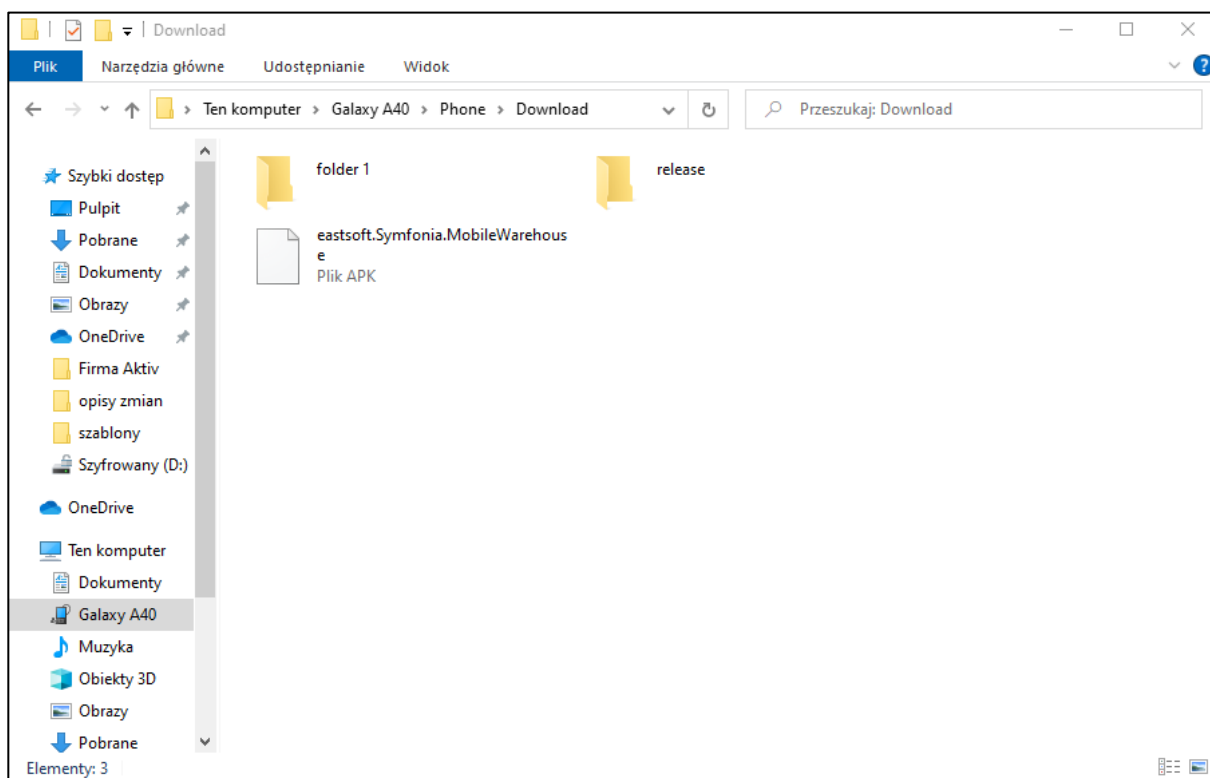 Download
Plik Narzędzia główne Udostępnianie Widok ?
Ten komputer > Galaxy A40 > Phone > Download
Przeszukaj: Download
Szybki dostęp
Pulpit
Pobrane
Dokumenty
Obrazy
OneDrive
Firma Aktiv
opisy zmian
szablony
Szyfrowany (D:)
OneDrive
Ten komputer
Dokumenty
Galaxy A40
Muzyka
Obiekty 3D
Obrazy
Pobrane
folder 1
release
eastsoft.Symfonia.MobileWarehous
e
Plik APK
Elementy: 3